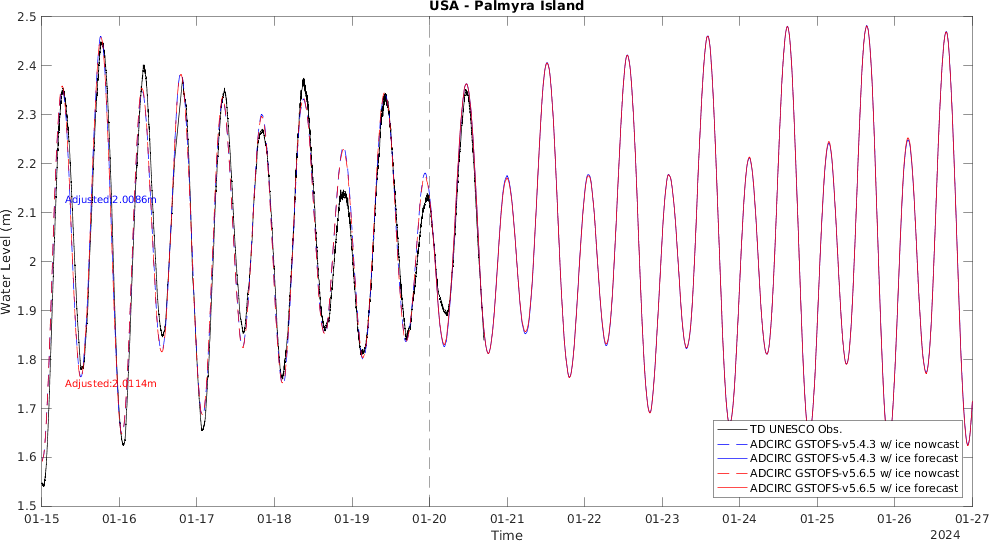 USA - Palmyra Island
2.5
2.4
2.3
2.2
2.1
2
1.9
1.8
1.7
1.6
1.5
Water Level (m)
Adjusted:2.0086m
Adjusted:2.0114m
TD UNESCO Obs.
ADCIRC GSTOFS-v5.4.3 w/ ice nowcast
ADCIRC GSTOFS-v5.4.3 w/ ice forecast
ADCIRC GSTOFS-v5.6.5 w/ ice nowcast
ADCIRC GSTOFS-v5.6.5 w/ ice forecast
01-15 01-16 01-17 01-18 01-19 01-20 01-21 01-22 01-23 01-24 01-25 01-26 01-27
Time
2024